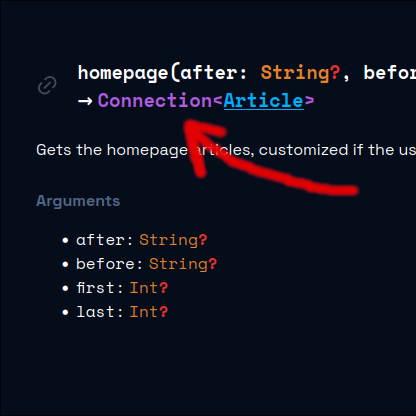 homepage(after: String?, befor
→ Connection<Article>
Gets the homepage articles, customized if the us
Arguments
• after: String?
• before: String?
• first: Int?
• last: Int?